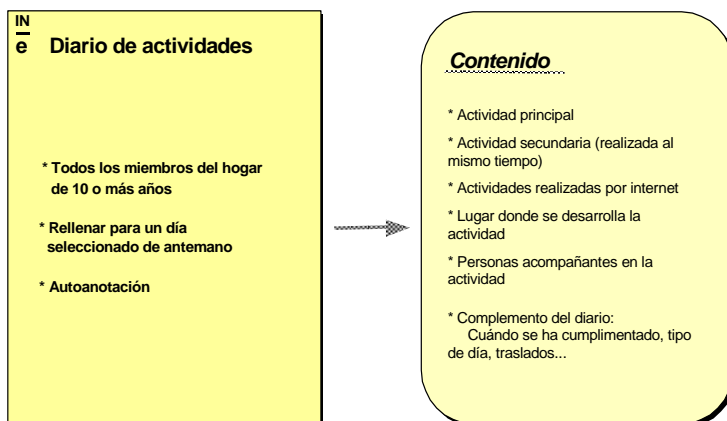 IN
e Diario de actividades
* Todos los miembros del hogar
de 10 o más años
* Rellenar para un día
seleccionado de antemano
* Autoanotación
Contenido
* Actividad principal
* Actividad secundaria (realizada al
mismo tiempo)
* Actividades realizadas por internet
* Lugar donde se desarrolla la
actividad
* Personas acompañantes en la
actividad
* Complemento del diario:
Cuándo se ha cumplimentado, tipo
de día, traslados...